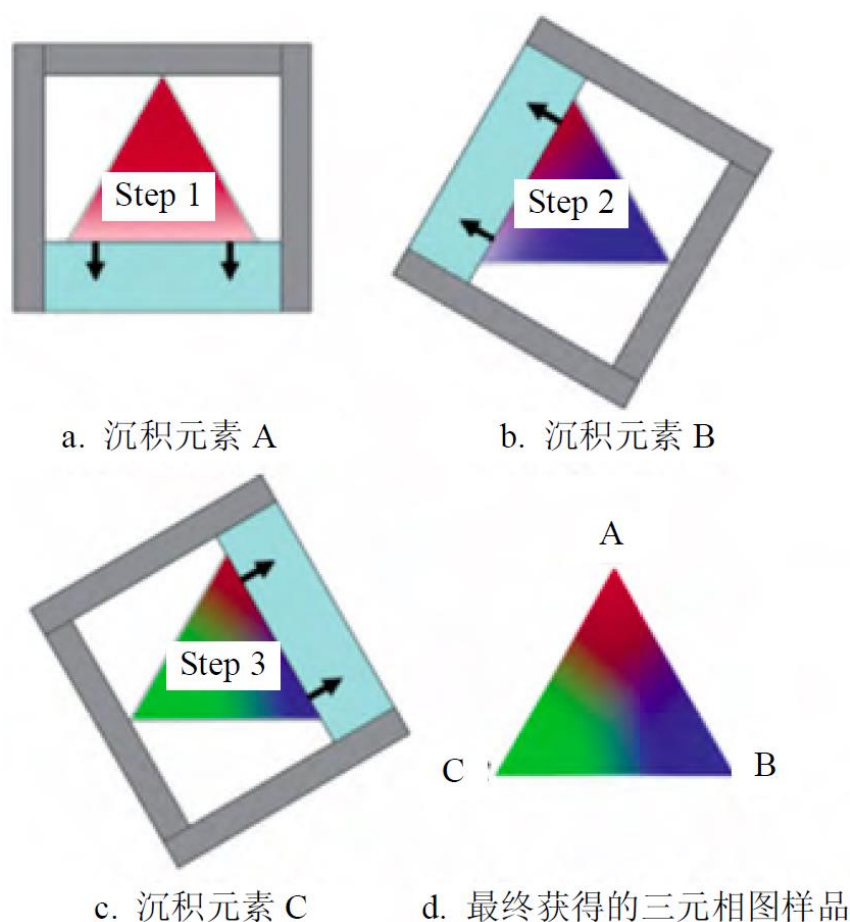 Step 1
Step 2
a. 沉积元素 A
b. 沉积元素 B
Step 3
A
C
B
c. 沉积元素 C
d. 最终获得的三元相图样品